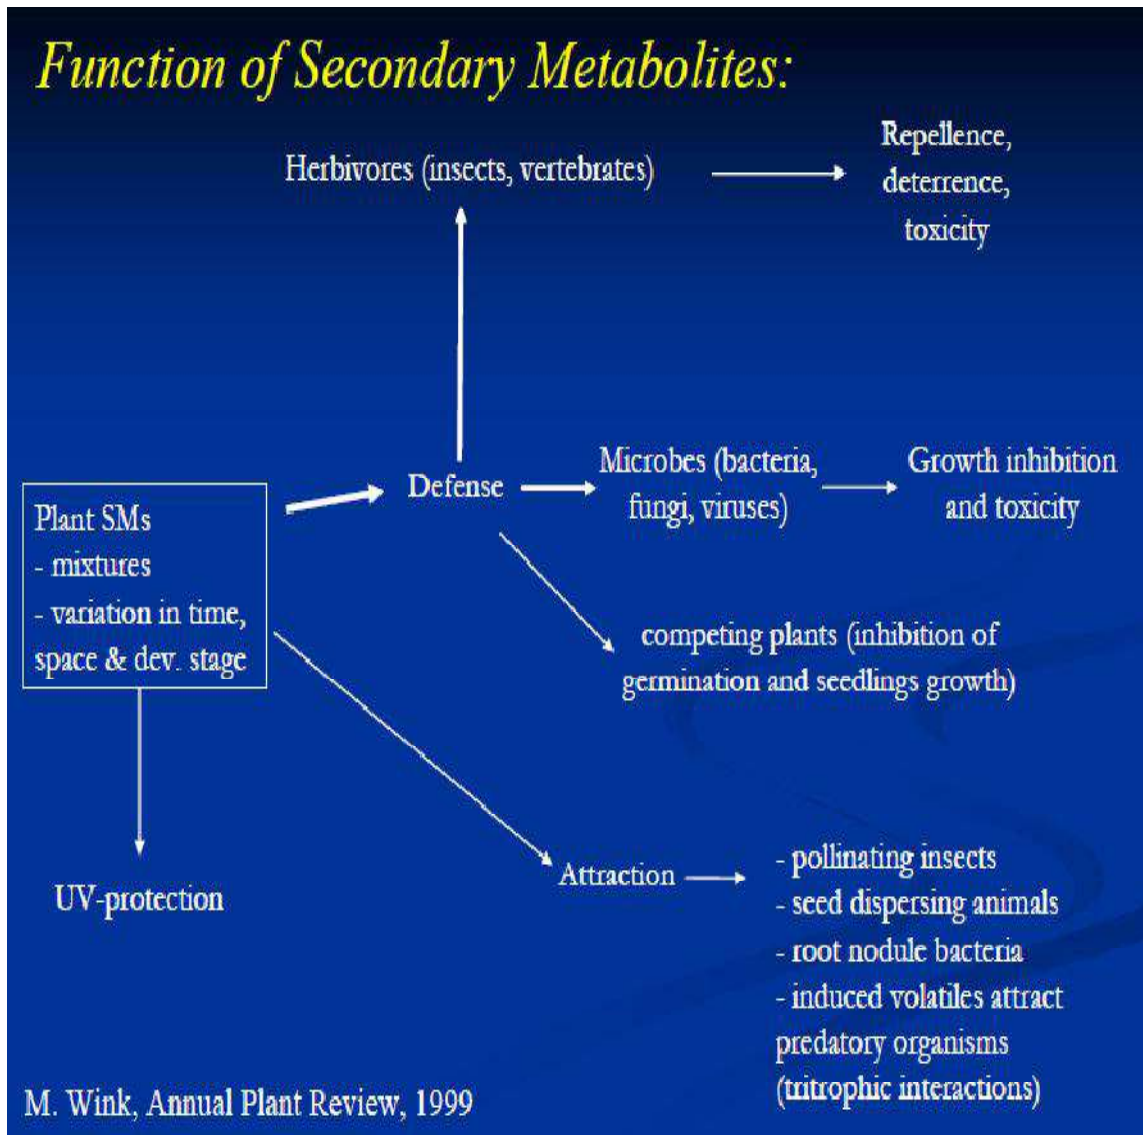 Function of Secondary Metabolites:
Herbivores (insects, vertebrates)
Repellence,
deterrence,
toxicity
Defense
Microbes (bacteria,
fungi, viruses)
Growth inhibition
and toxicity
Plant SMs
- mixtures
- variation in time,
space & dev. stage
competing plants (inhibition of
germination and seedlings growth)
UV-protection
Attraction
- pollinating insects
- seed dispersing animals
- root nodule bacteria
- induced volatiles attract
predatory organisms
(tritrophic interactions)
M. Wink, Annual Plant Review, 1999